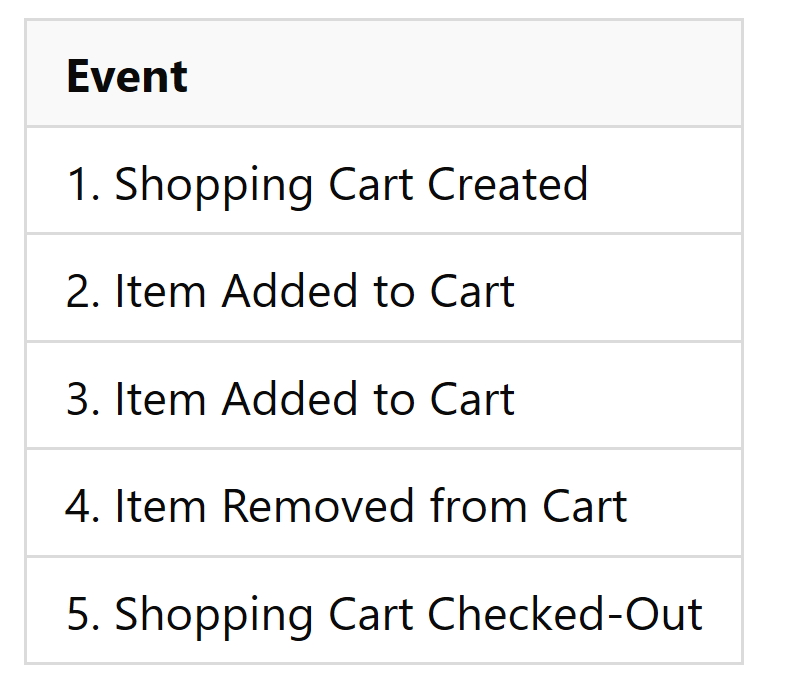 Event
1. Shopping Cart Created
2. Item Added to Cart
3. Item Added to Cart
4. Item Removed from Cart
5. Shopping Cart Checked-Out